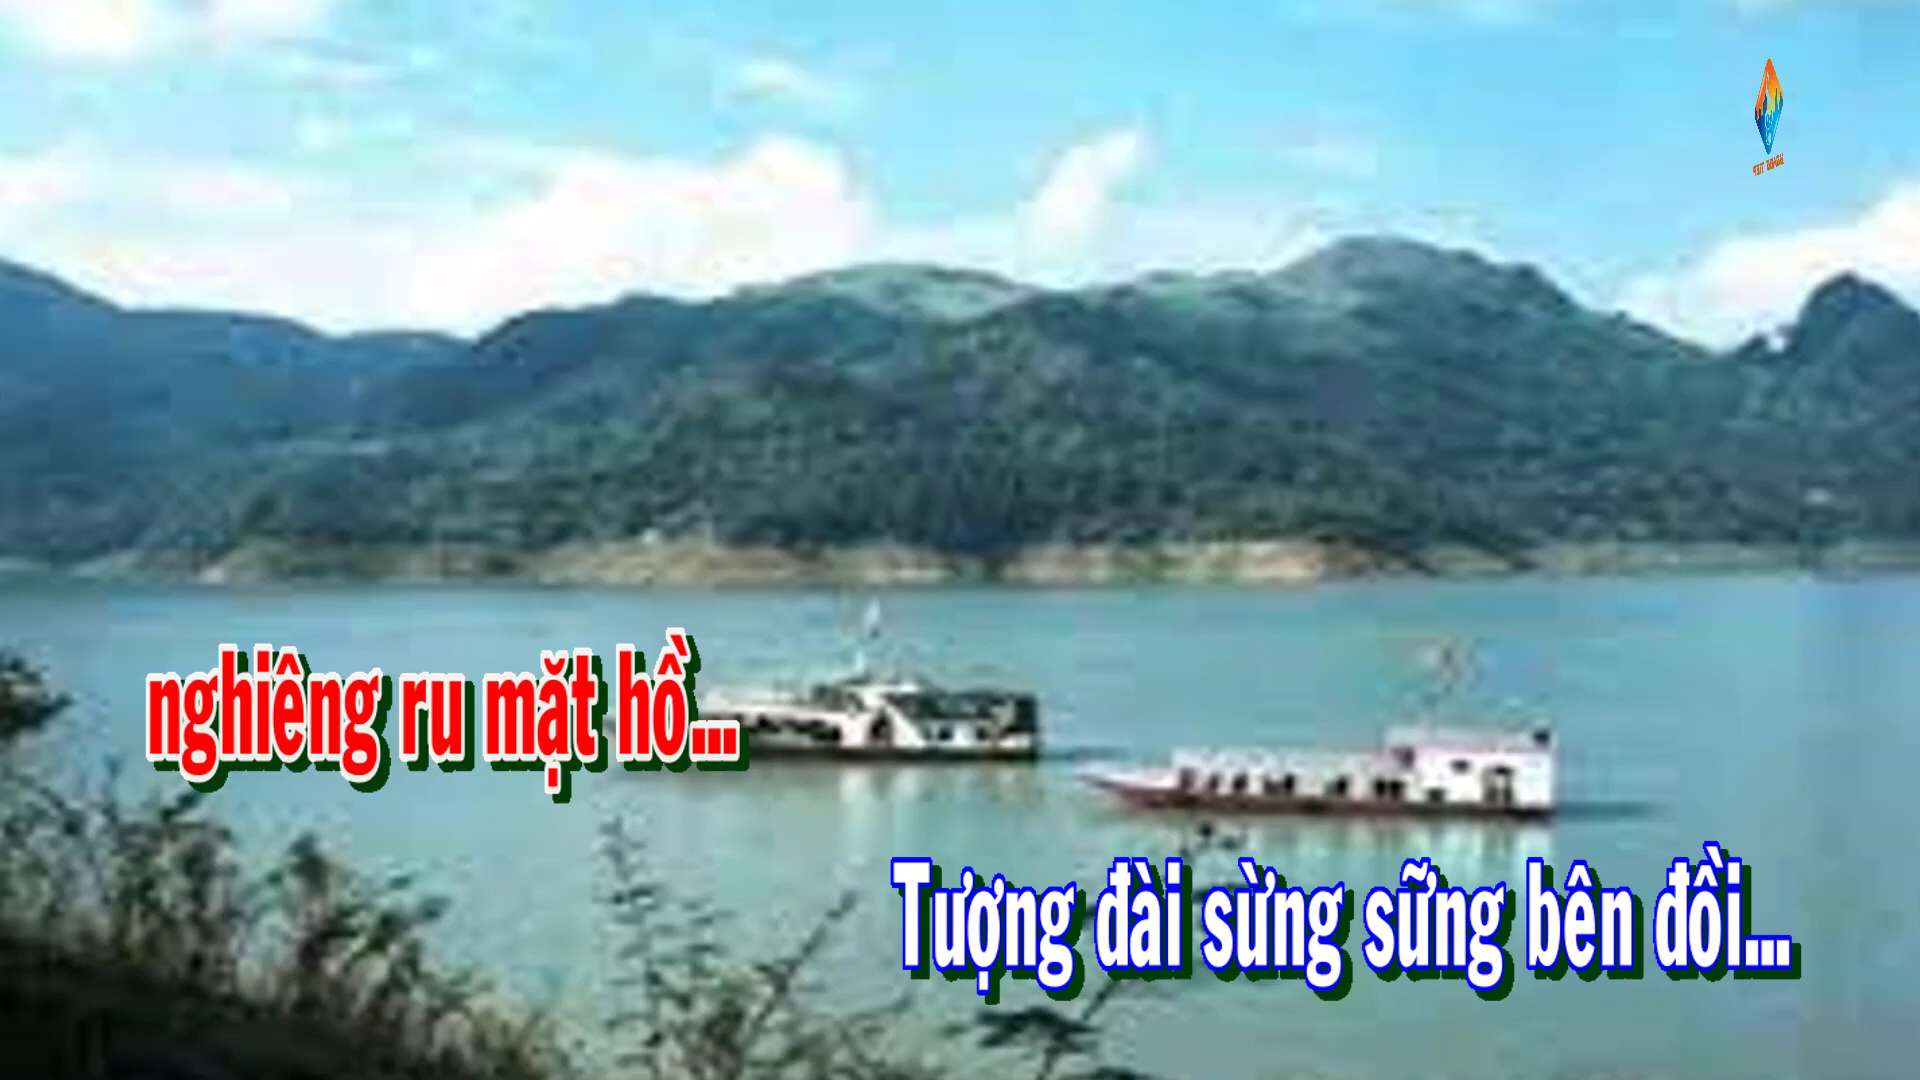 nghiêng ru mặt hồ...
Tượng đài sừng sững bên đồi...